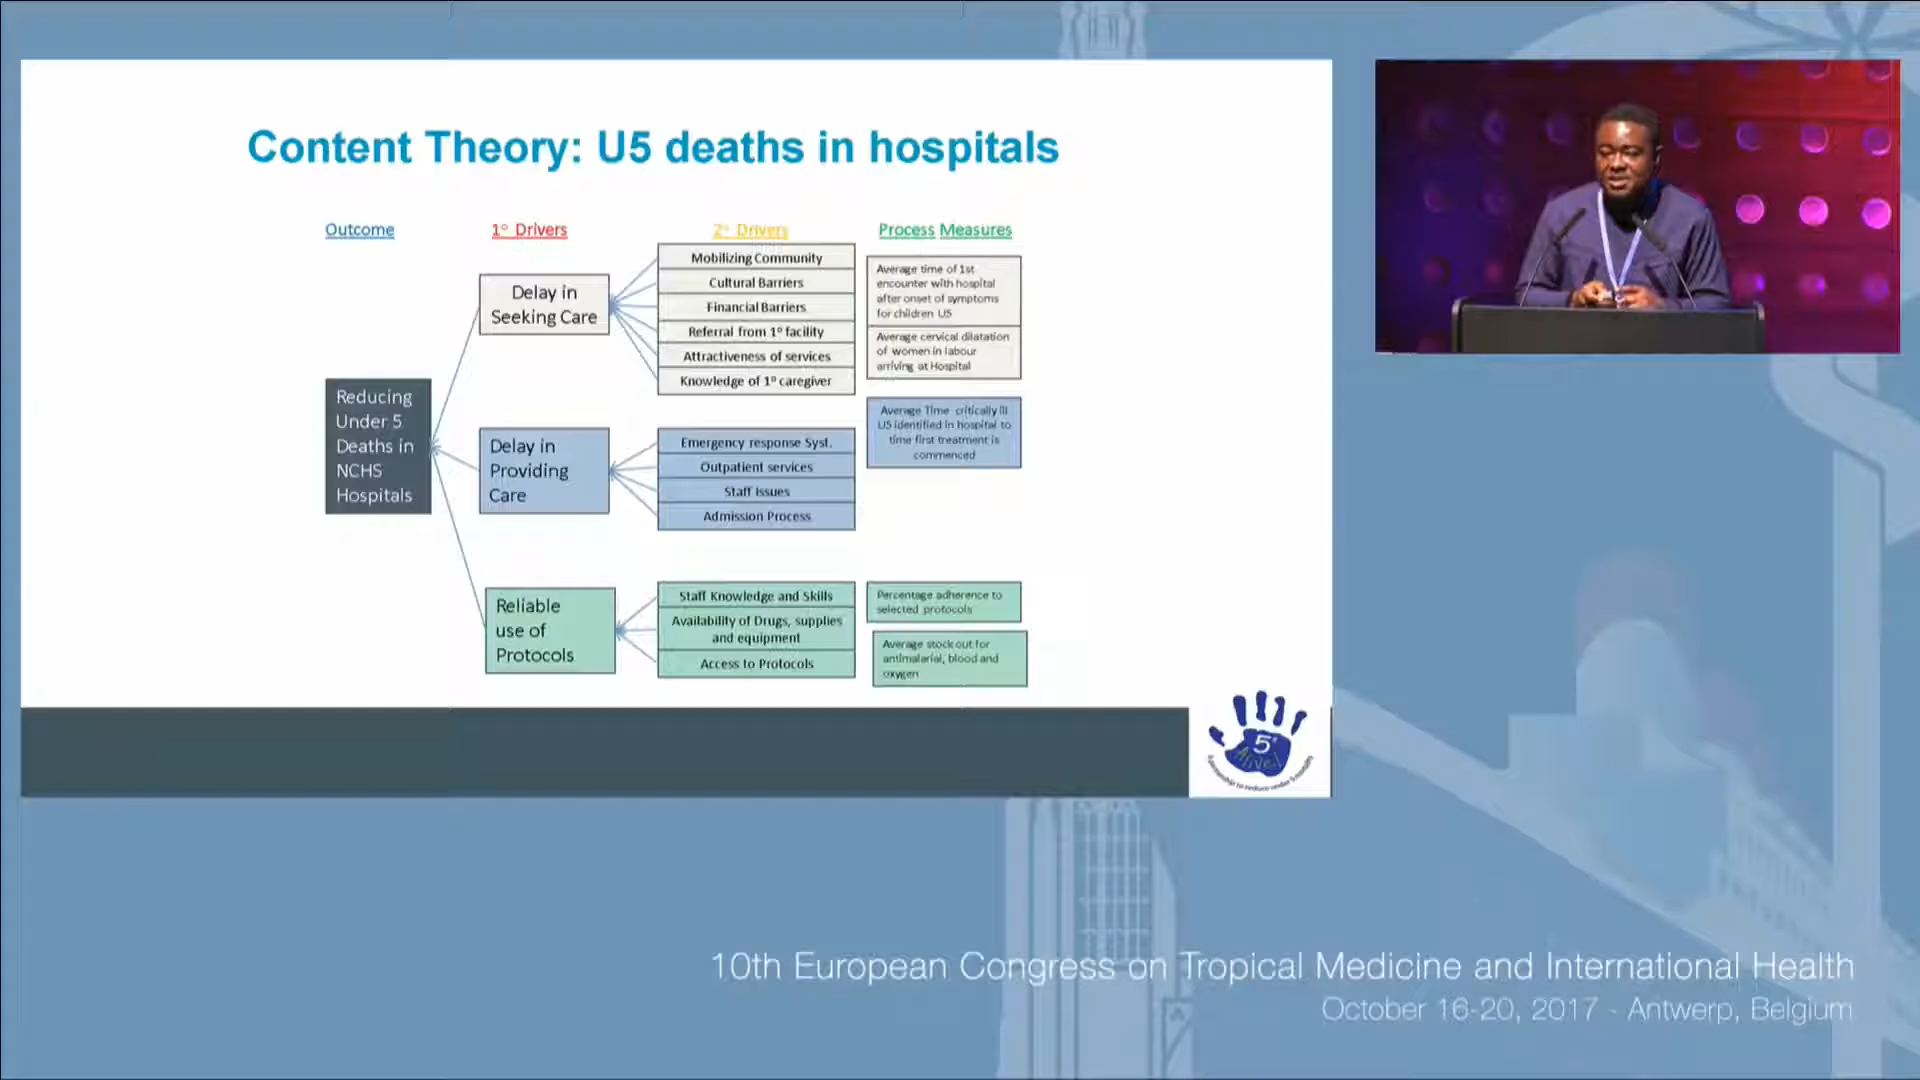 Content Theory: U5 deaths in hospitals
Outcome
1° Drivers
2° Drivers
Process Measures
Reducing
Under 5
Deaths in
NCHS
Hospitals
Delay in
Seeking Care
Mobilizing Community
Cultural Barriers
Financial Barriers
Referral from 1° facility
Attractiveness of services
Knowledge of 1° caregiver
Average time of 1st
encounter with hospital
after onset of symptoms
for children U5
Average cervical dilatation
of women in labour
arriving at Hospital
Delay in
Providing
Care
Emergency response Syst.
Outpatient services
Staff issues
Admission Process
Average Time critically ill
U5 identified in hospital to
time first treatment is
commenced
Reliable
use of
Protocols
Staff Knowledge and Skills
Availability of Drugs, supplies
and equipment
Access to Protocols
Percentage adherence to
selected protocols
Average stock out for
antimalarial, blood and
oxygen
5
Alive!
A partnership to reduce under 5 mortality
10th European Congress on Tropical Medicine and International Health
October 16-20, 2017 - Antwerp, Belgium